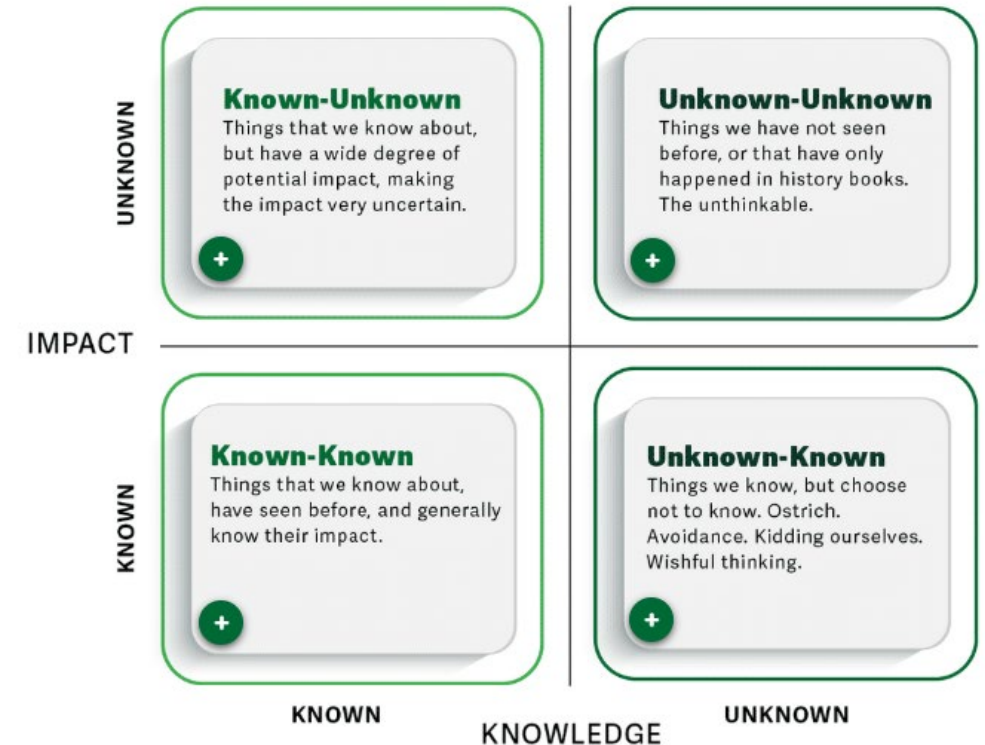 UNKNOWN
Known-Unknown
Things that we know about,
but have a wide degree of
potential impact, making
the impact very uncertain.
+
Unknown-Unknown
Things we have not seen
before, or that have only
happened in history books.
The unthinkable.
+
IMPACT
KNOWN
Known-Known
Things that we know about,
have seen before, and generally
know their impact.
+
Unknown-Known
Things we know, but choose
not to know. Ostrich.
Avoidance. Kidding ourselves.
Wishful thinking.
+
KNOWN
KNOWLEDGE
UNKNOWN